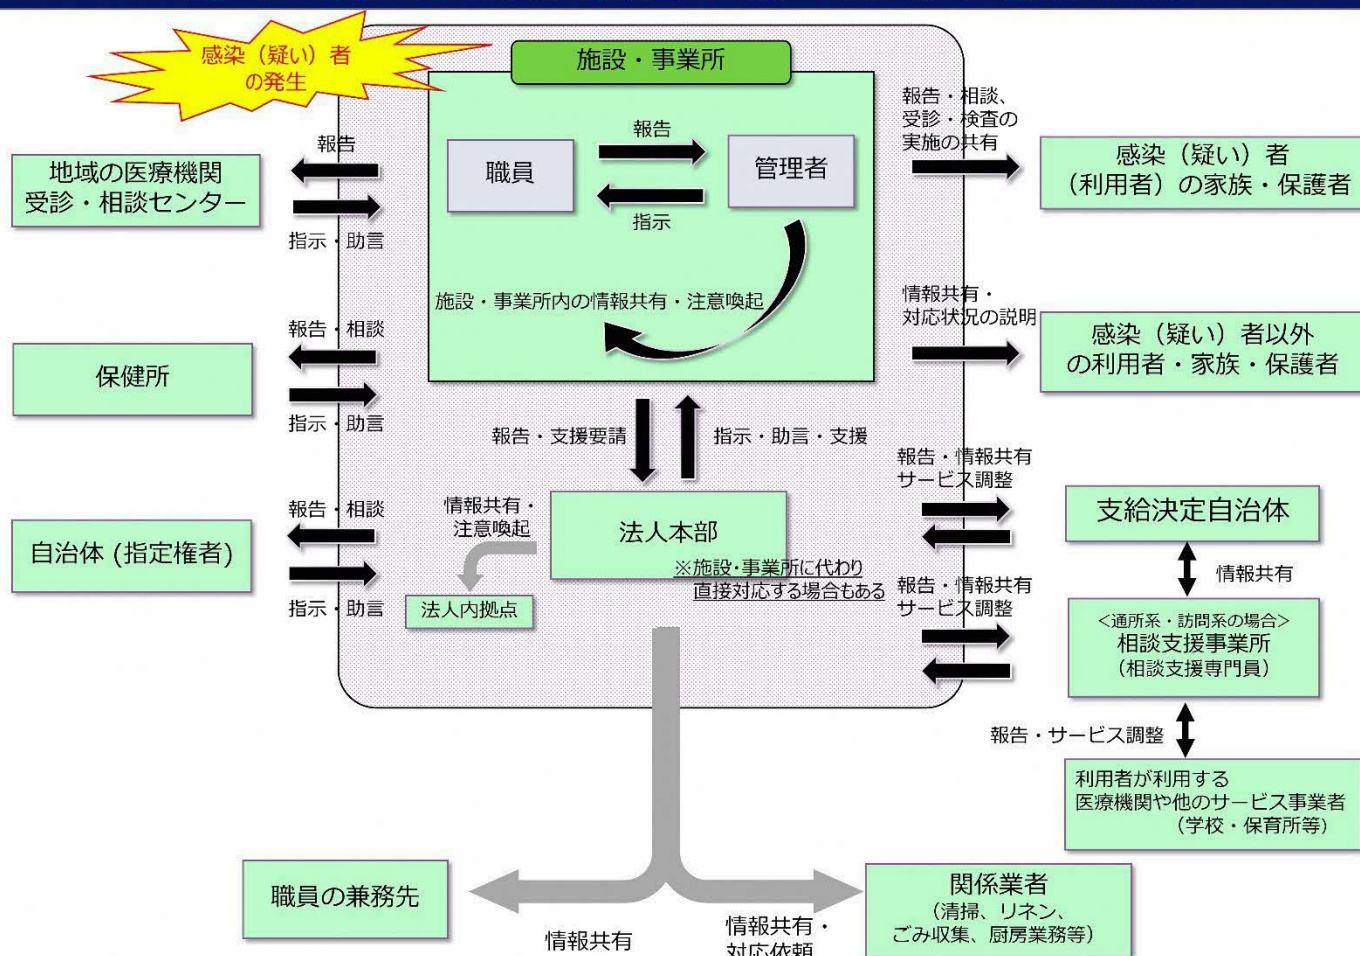 感染（疑い）者
の発生
施設・事業所
職員
報告
指示
管理者
施設・事業所内の情報共有・注意喚起
報告
地域の医療機関
受診・相談センター
指示・助言
報告・相談
保健所
指示・助言
報告・相談
自治体 (指定権者)
指示・助言
報告・相談、
受診・検査の
実施の共有
感染（疑い）者
（利用者）の家族・保護者
情報共有・
対応状況の説明
感染（疑い）者以外
の利用者・家族・保護者
報告・支援要請
指示・助言・支援
情報共有・
注意喚起
法人本部
※施設・事業所に代わり
直接対応する場合もある
法人内拠点
報告・情報共有
サービス調整
報告・情報共有
サービス調整
支給決定自治体
情報共有
＜通所系・訪問系の場合＞
相談支援事業所
（相談支援専門員）
報告・サービス調整
利用者が利用する
医療機関や他のサービス事業者
（学校・保育所等）
職員の兼務先
情報共有
情報共有・
対応依頼
関係業者
（清掃、リネン、
ごみ収集、厨房業務等）